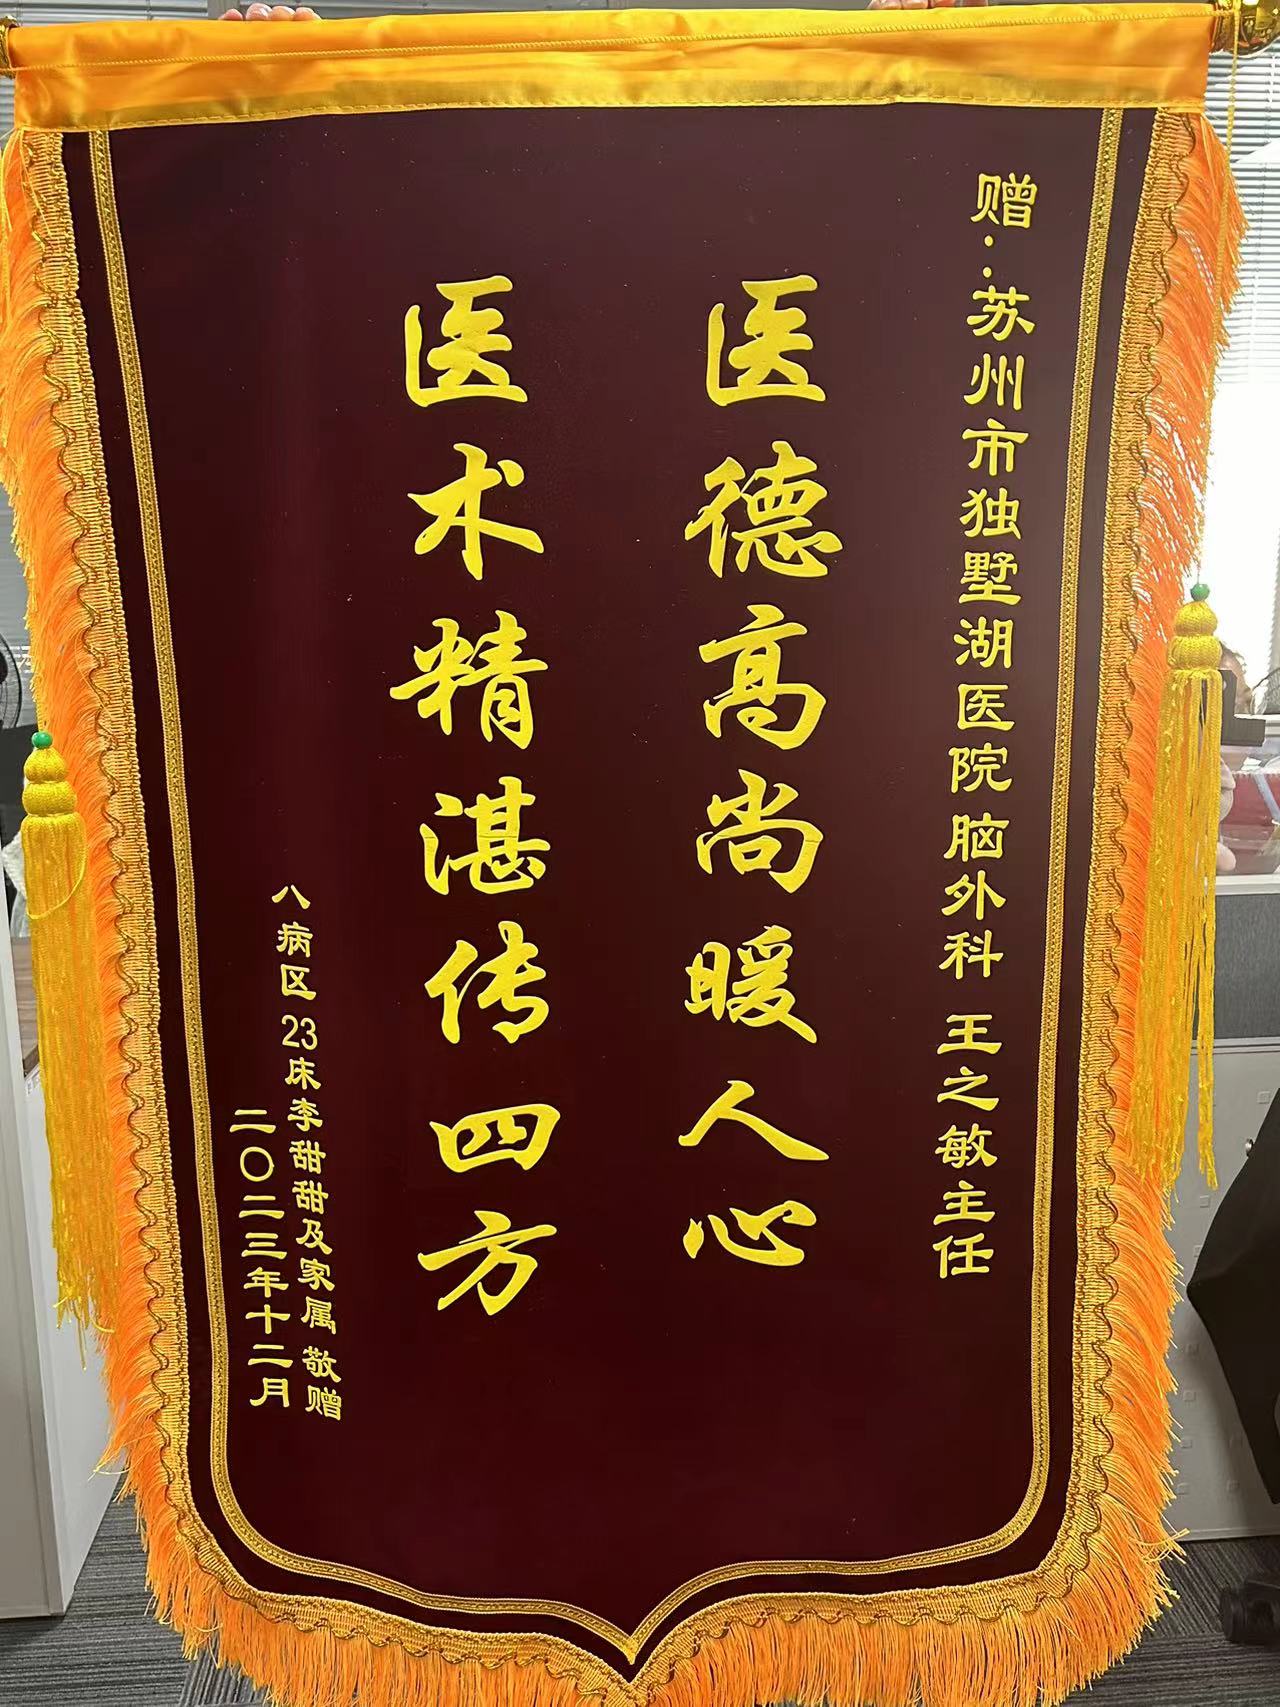 赠：苏州市独墅湖医院脑外科 王之敏主任
医德高尚暖人心
医术精湛传四方
八病区 23床李甜甜及家属 敬赠
二〇二三年十二月